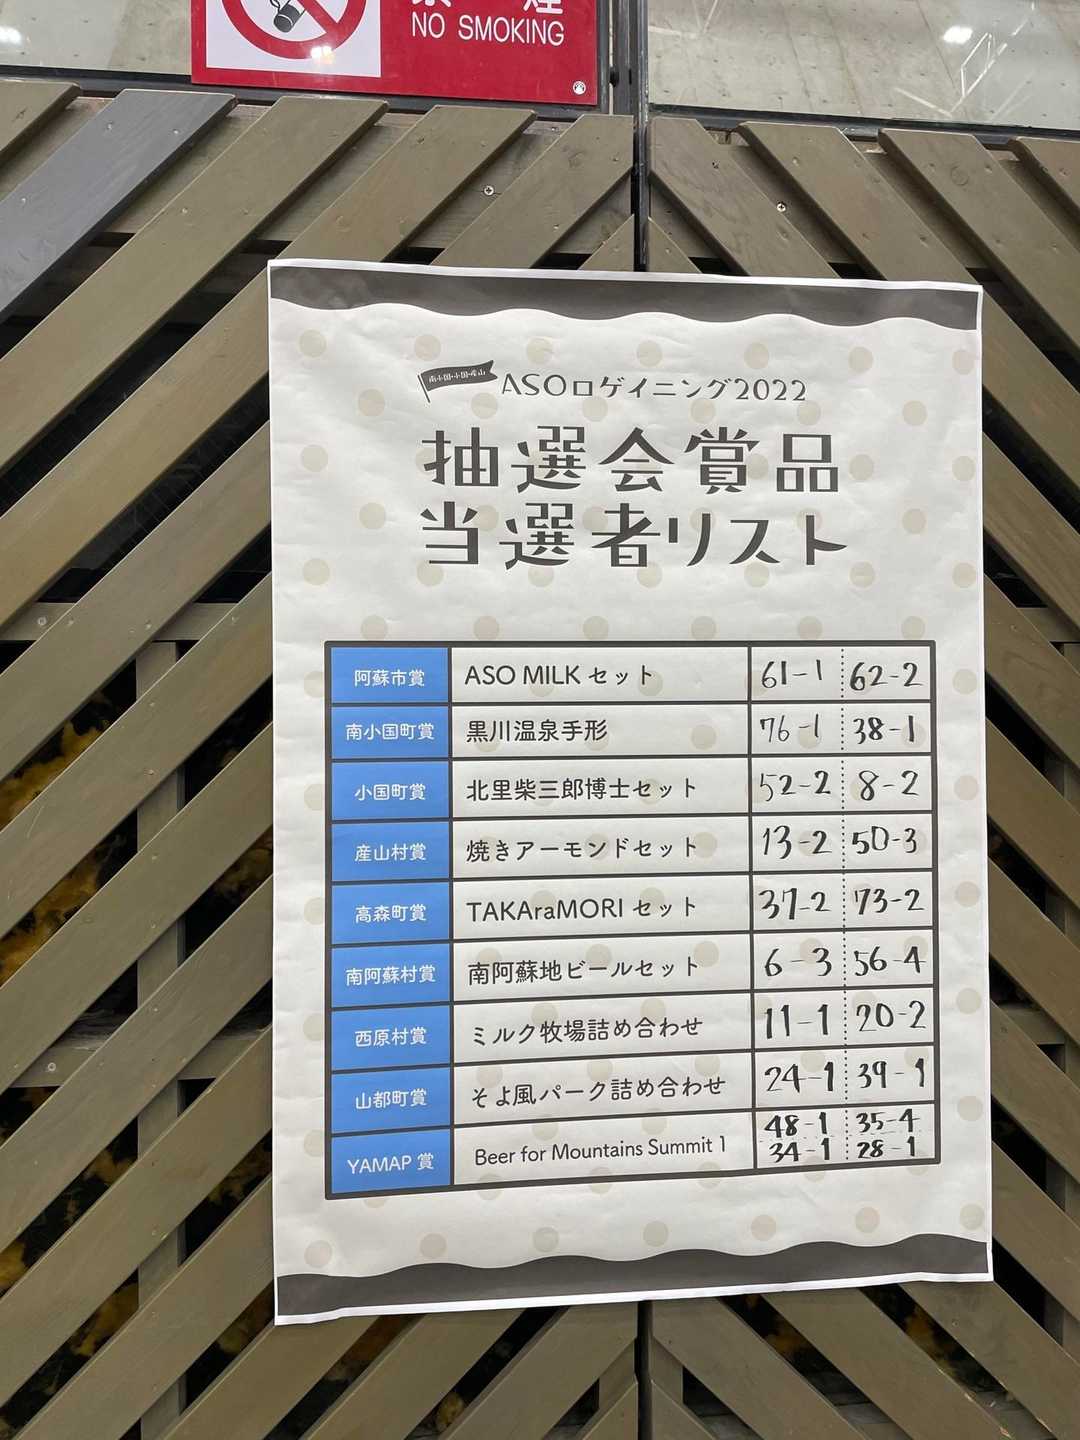 禁煙
NO SMOKING
南小国・小国・産山
ASOロゲイニング2022
抽選会賞品
当選者リスト
阿蘇市賞 ASO MILK セット 61-1 62-2
南小国町賞 黒川温泉手形 76-1 38-1
小国町賞 北里柴三郎博士セット 52-2 8-2
産山村賞 焼きアーモンドセット 13-2 50-3
高森町賞 TAKAraMORI セット 37-2 73-2
南阿蘇村賞 南阿蘇地ビールセット 6-3 56-4
西原村賞 ミルク牧場詰め合わせ 11-1 20-2
山都町賞 そよ風パーク詰め合わせ 24-1 39-1
YAMAP 賞 Beer for Mountains Summit 1 48-1 35-4
34-1 28-1